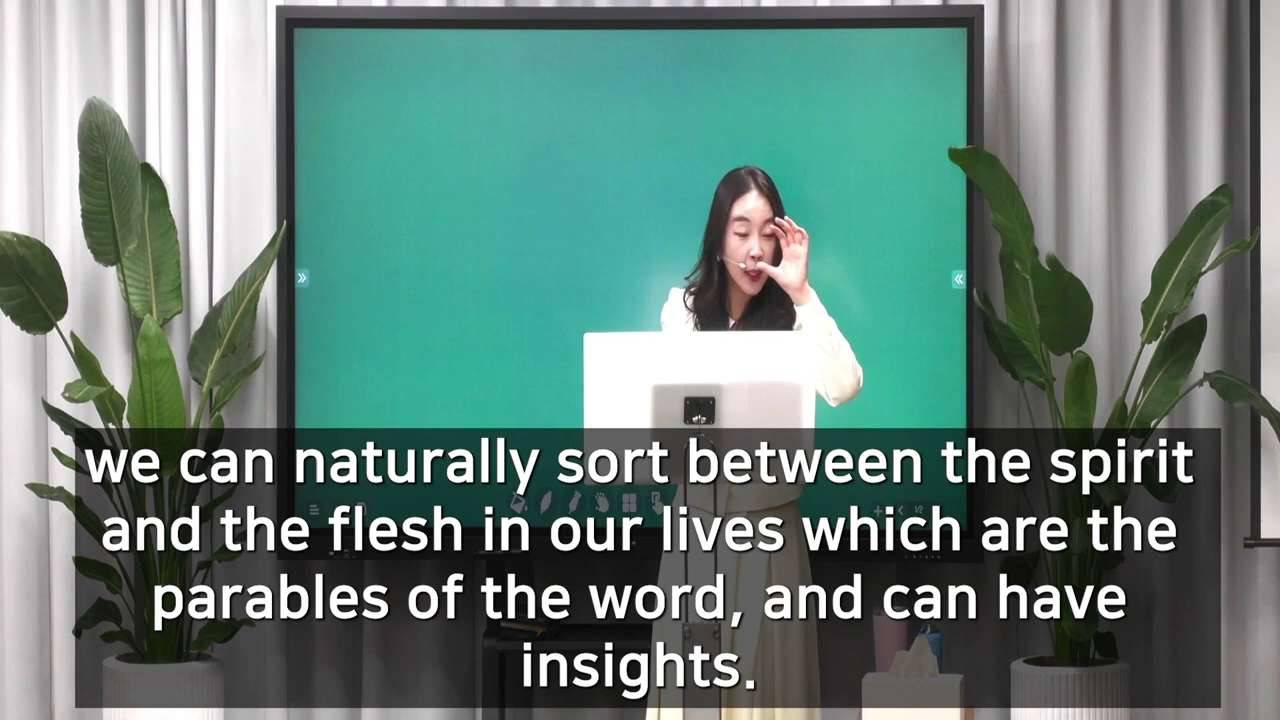 we can naturally sort between the spirit
and the flesh in our lives which are the
parables of the word, and can have
insights.